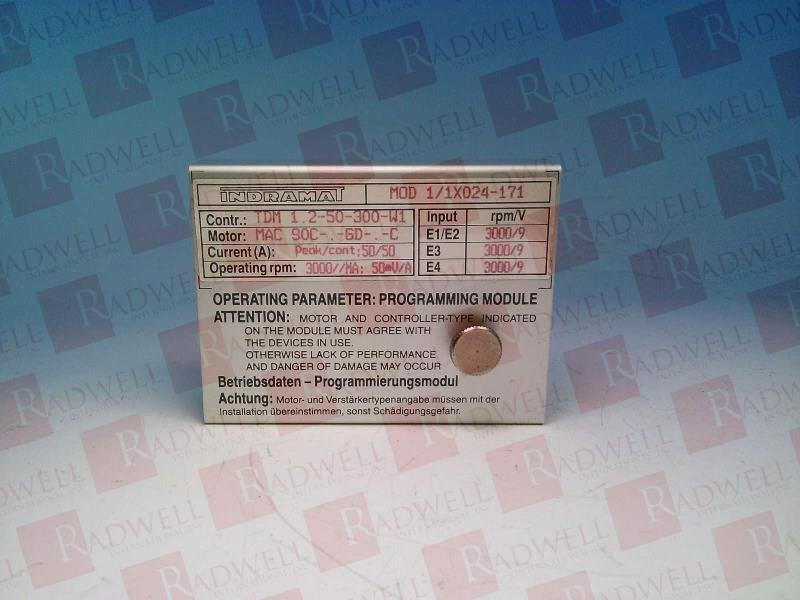 INDRAMAT MOD 1/1X024-171
Contr.: TDM 1.2-50-300-W1
Motor: MAC 90C-.-GD-.-C
Current (A): Peak/cont;50/50
Operating rpm: 3000//MA: 50mV/A
Input rpm/V
E1/E2 3000/9
E3 3000/9
E4 3000/9
OPERATING PARAMETER: PROGRAMMING MODULE
ATTENTION: MOTOR AND CONTROLLER-TYPE INDICATED
ON THE MODULE MUST AGREE WITH
THE DEVICES IN USE.
OTHERWISE LACK OF PERFORMANCE
AND DANGER OF DAMAGE MAY OCCUR
Betriebsdaten – Programmierungsmodul
Achtung: Motor- und Verstärkertypenangabe müssen mit der
Installation übereinstimmen, sonst Schädigungsgefahr.
RADWELL
INTERNATIONAL, INC.